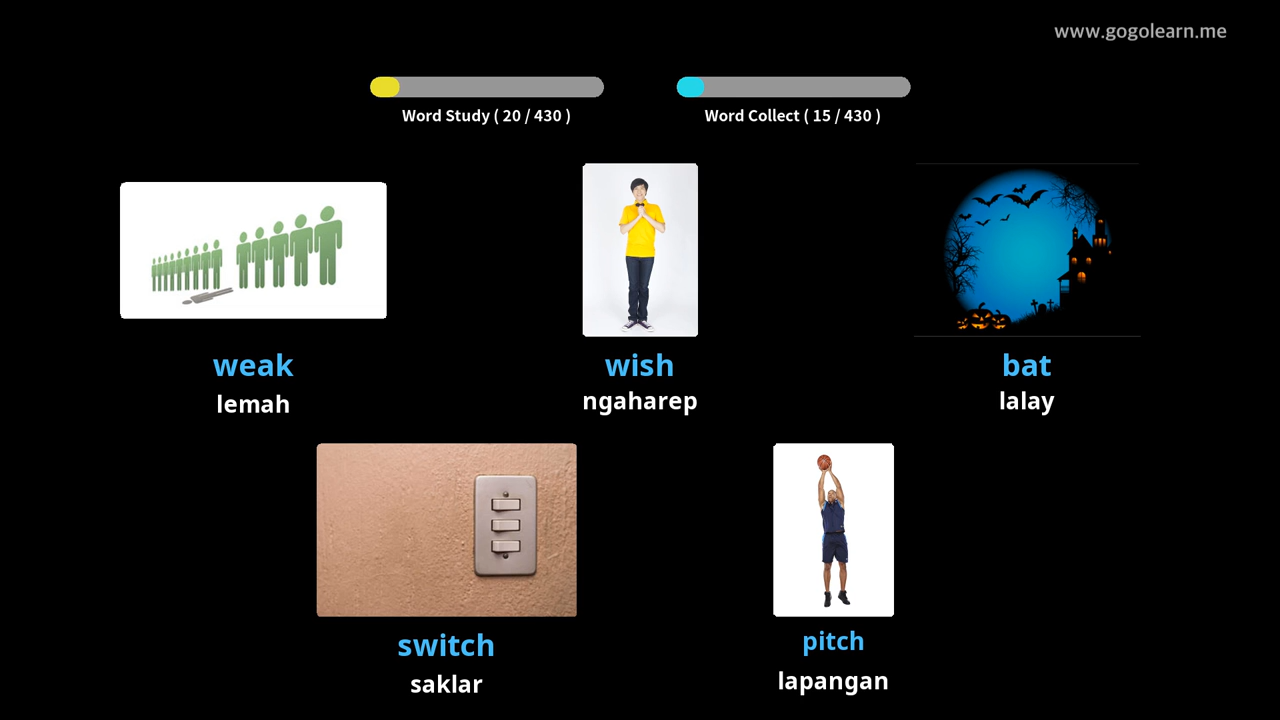 www.gogolearn.me
Word Study ( 20 / 430 )
Word Collect ( 15 / 430 )
weak
lemah
wish
ngaharep
bat
lalay
switch
saklar
pitch
lapangan